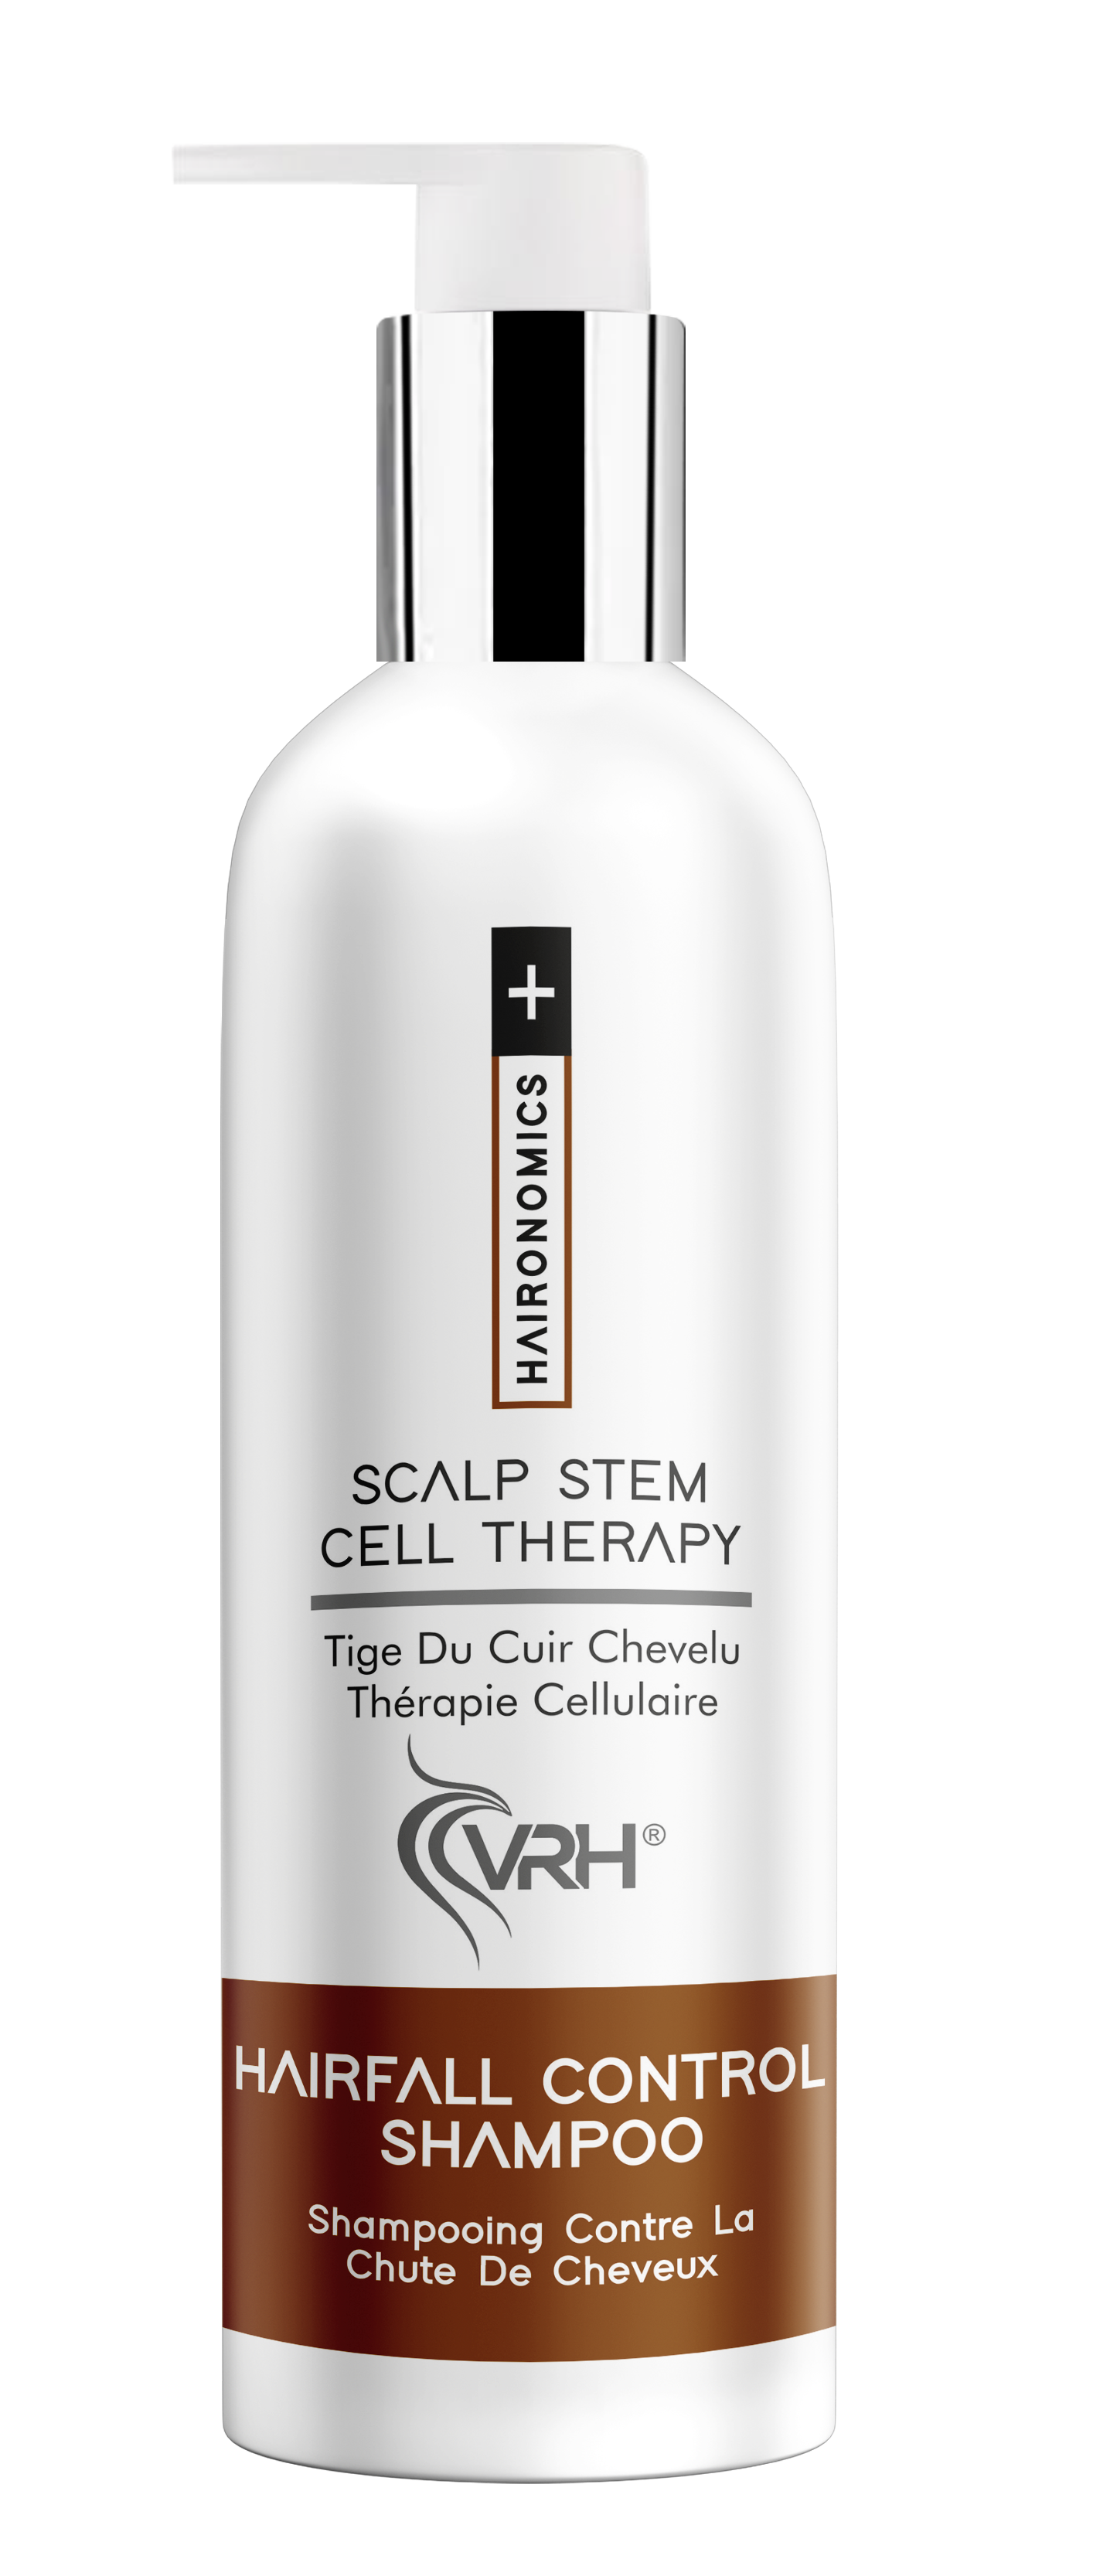 +
HAIRONOMICS
SCALP STEM
CELL THERAPY
Tige Du Cuir Chevelu
Thérapie Cellulaire
VRH®
HAIRFALL CONTROL
SHAMPOO
Shampooing Contre La
Chute De Cheveux